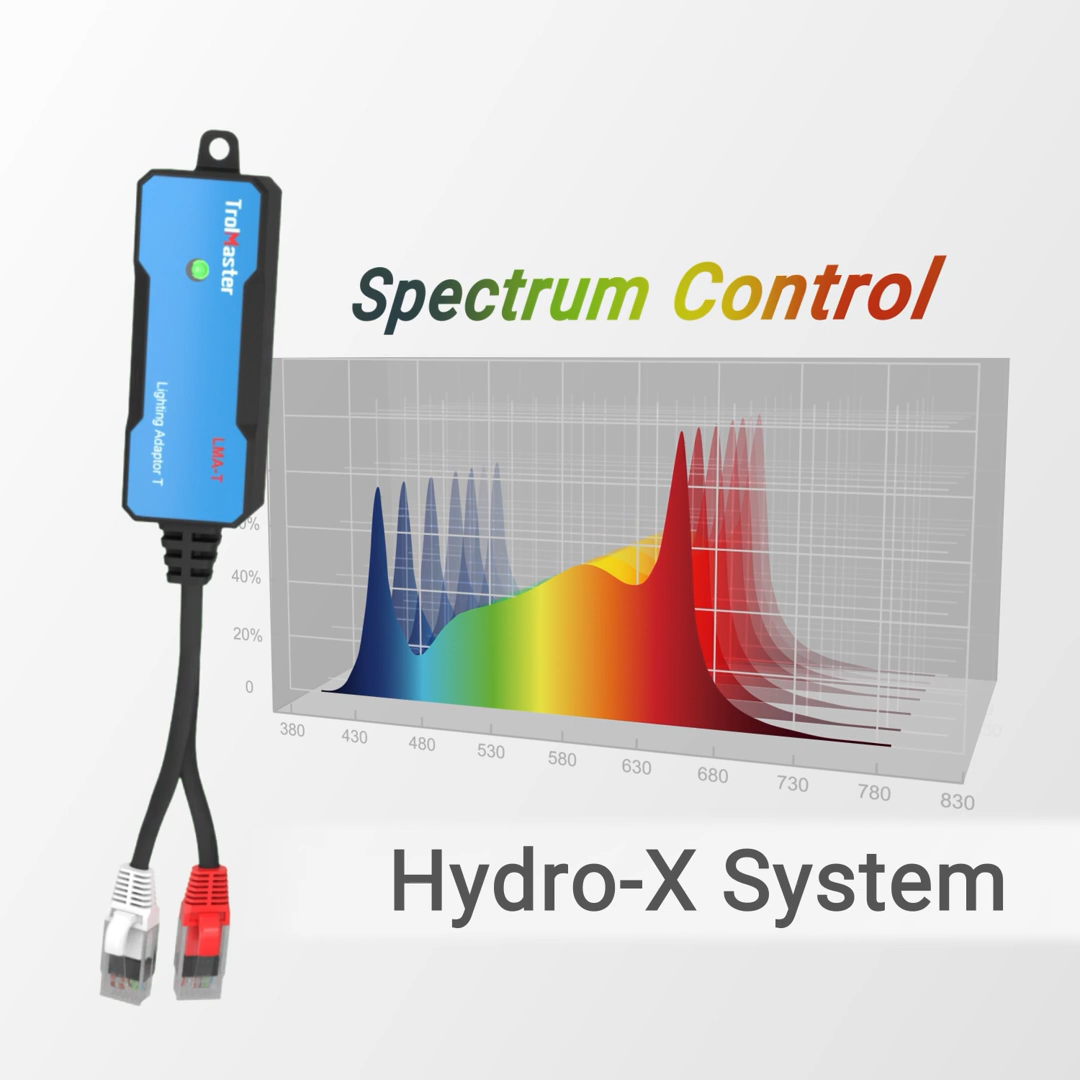 TrolMaster
Lighting Adaptor T
LMA-T
Spectrum Control
40%
20%
0
380
430
480
530
580
630
680
730
780
830
Hydro-X System